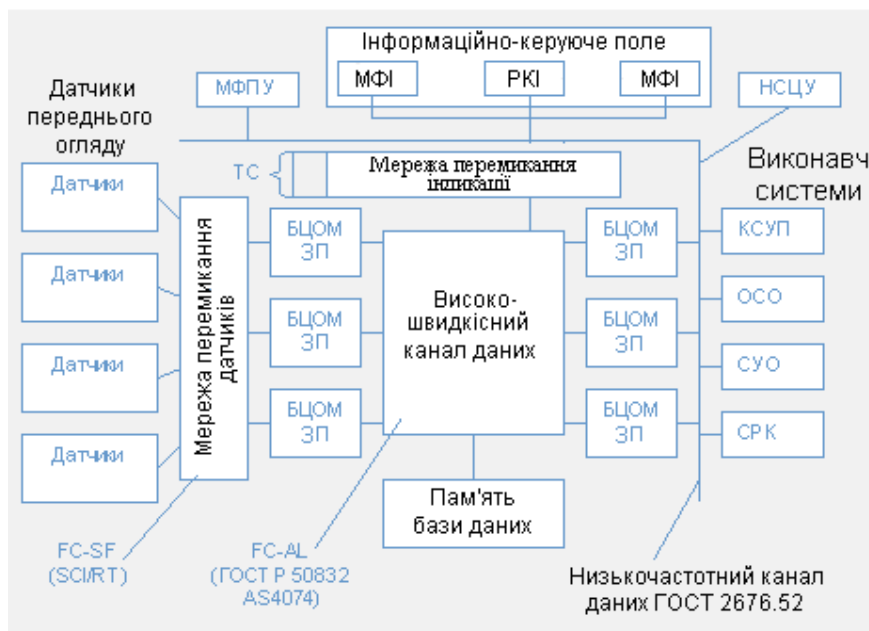 Інформаційно-керуюче поле
МФІ
РКІ
МФІ
МФПУ
НСЦУ
Датчики
переднього
огляду
ТС
Мережа перемикання
інликації
Виконавч
системи
Датчики
Датчики
Датчики
Датчики
Мережа перемикання
датчиків
БЦОМ
ЗП
БЦОМ
ЗП
БЦОМ
ЗП
Високо-
швидкісний
канал даних
БЦОМ
ЗП
БЦОМ
ЗП
БЦОМ
ЗП
КСУП
ОСО
СУО
СРК
Пам'ять
бази даних
FC-SF
(SCI/RT)
FC-AL
(ГОСТ Р 50832
AS4074)
Низькочастотний канал
даних ГОСТ 2676.52